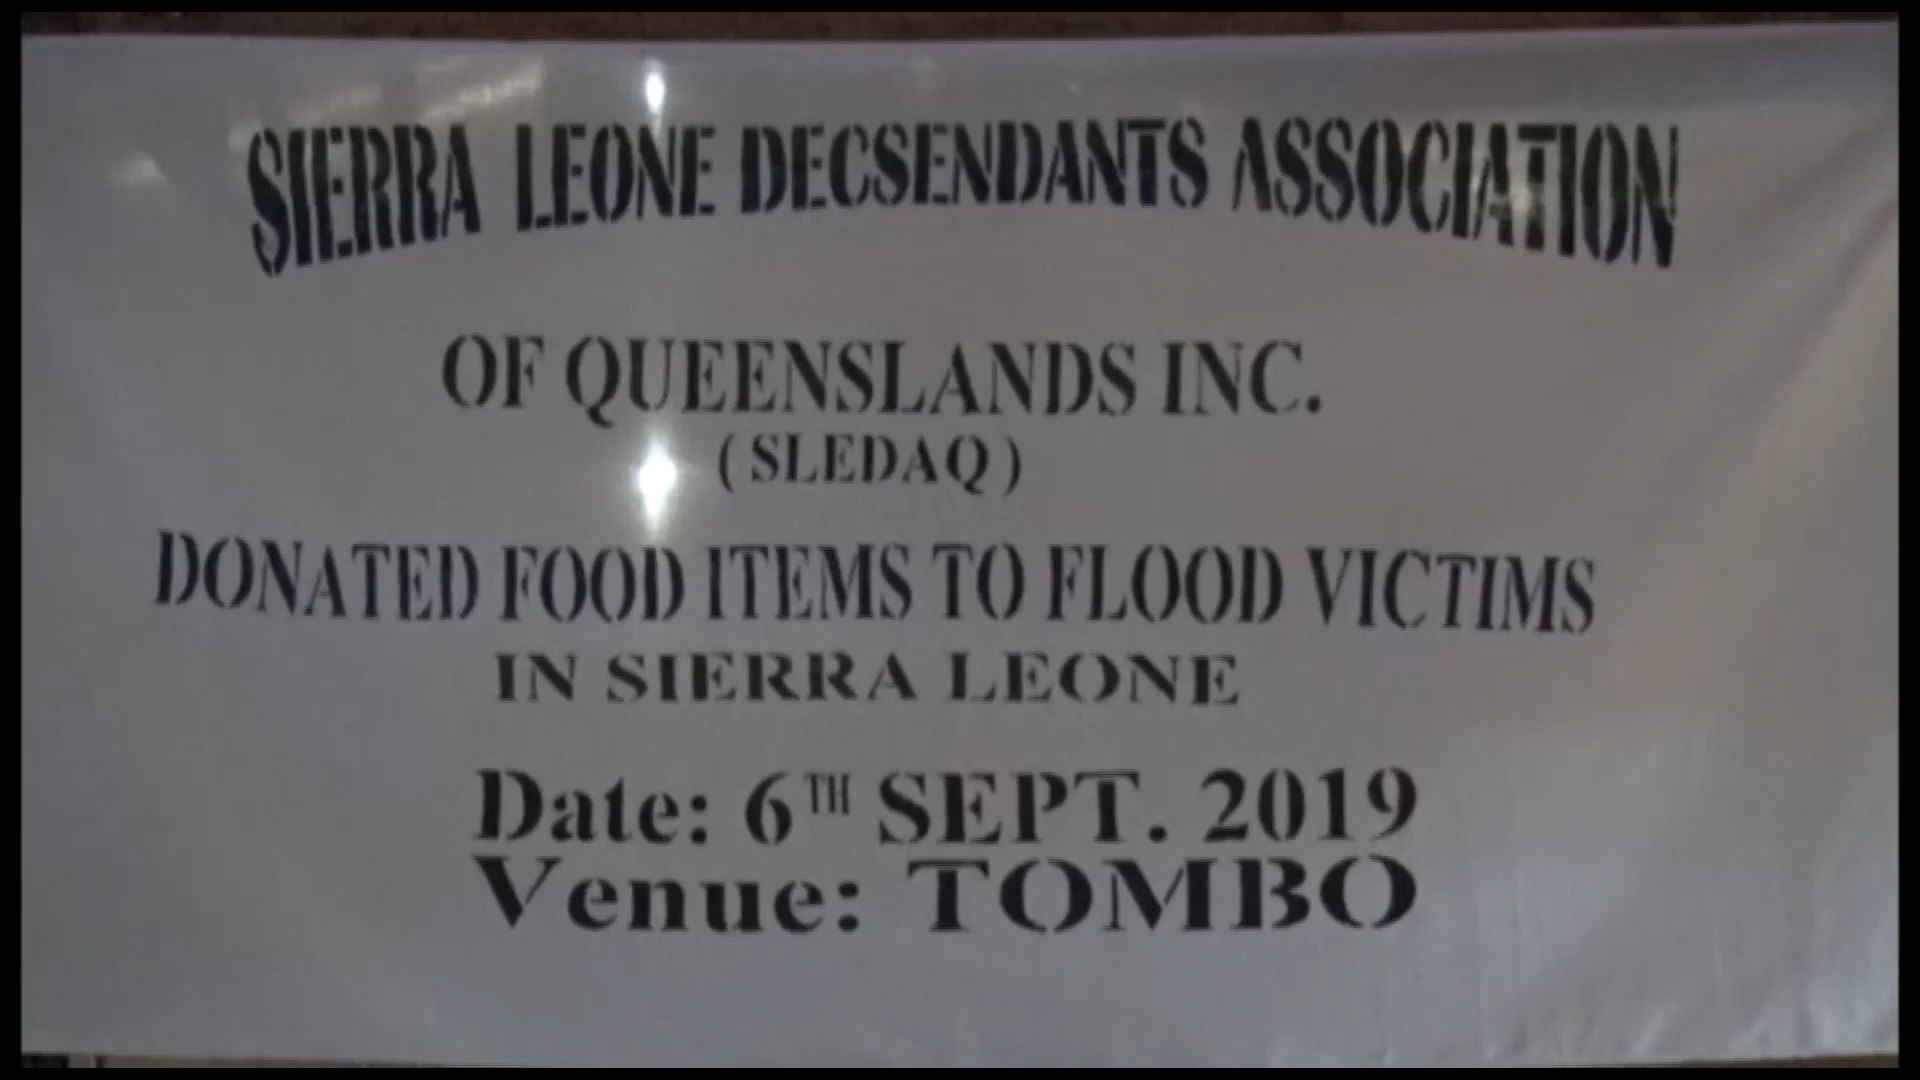 SIERRA LEONE DECSENDANTS ASSOCIATION
OF QUEENSLANDS INC.
(SLEDAQ)
DONATED FOOD ITEMS TO FLOOD VICTIMS
IN SIERRA LEONE
Date: 6TH SEPT. 2019
Venue: TOMBO